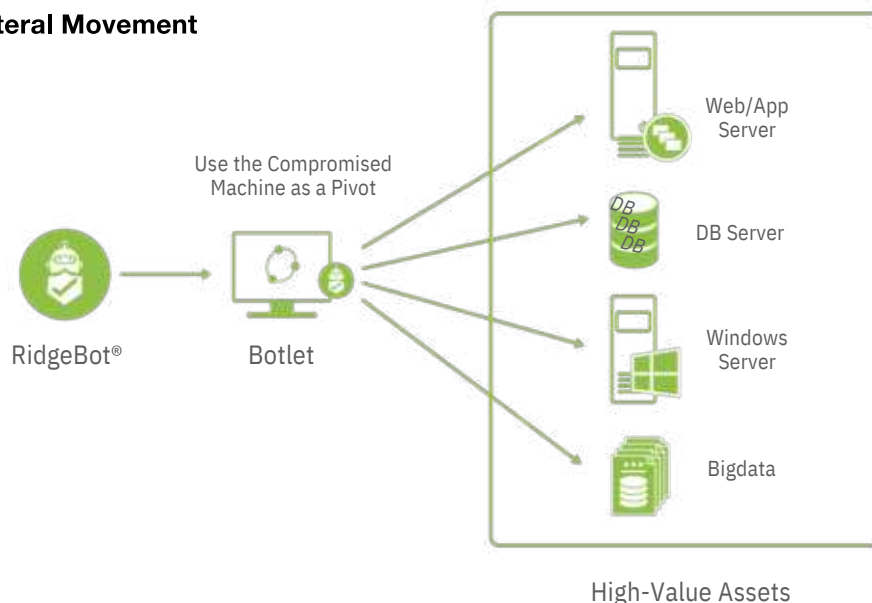 teral Movement
Use the Compromised
Machine as a Pivot
RidgeBot®
Botlet
Web/App
Server
DB
DB
DB
DB Server
Windows
Server
Bigdata
High-Value Assets